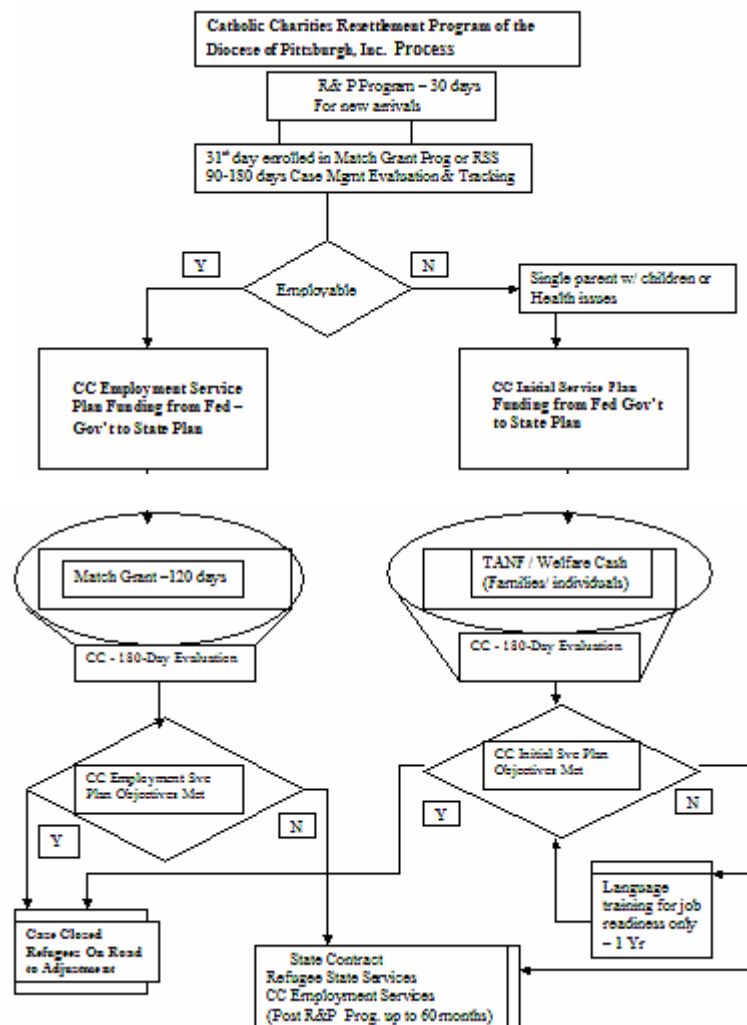 Catholic Charities Resettlement Program of the
Diocese of Pittsburgh, Inc. Process
R& P Program – 30 days
For new arrivals
31st day enrolled in Match Grant Prog or RSS
90-180 days Case Mgmt Evaluation & Tracking
Y
N
Employable
Single parent w/ children or
Health issues
CC Employment Service
Plan Funding from Fed –
Gov't to State Plan
CC Initial Service Plan
Funding from Fed Gov't
to State Plan
Match Grant –120 days
TANF / Welfare Cash
(Families/ individuals)
CC - 180-Day Evaluation
CC - 180-Day Evaluation
CC Employment Svc
Plan Objectives Met
CC Initial Svc Plan
Objectives Met
Y
N
Y
N
Case Closed
Refugees On Road
to Adjustment
Language
training for job
readiness only
– 1 Yr
State Contract
Refugee State Services
CC Employment Services
(Post R&P Prog. up to 60 months)